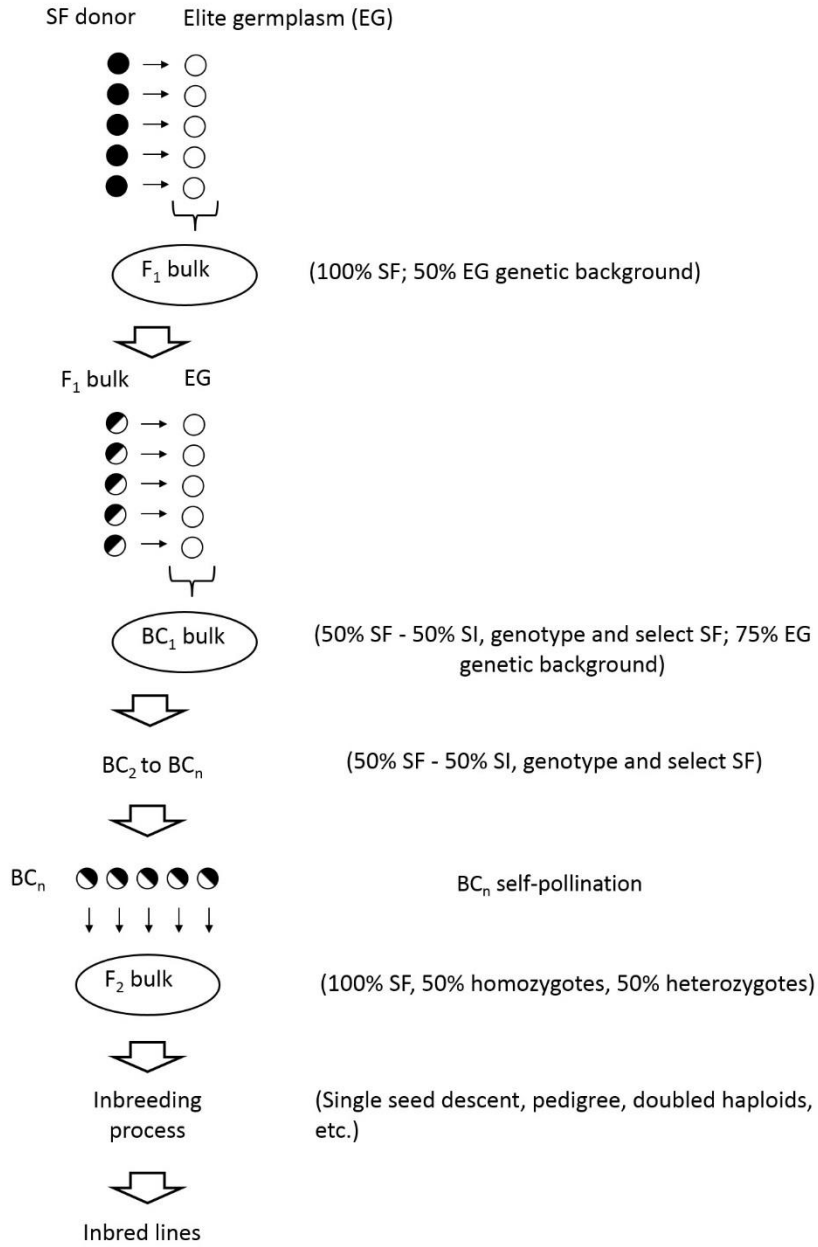 SF donor Elite germplasm (EG)
F₁ bulk (100% SF; 50% EG genetic background)
F₁ bulk EG
BC₁ bulk (50% SF - 50% SI, genotype and select SF; 75% EG
genetic background)
BC₂ to BCₙ (50% SF - 50% SI, genotype and select SF)
BCₙ BCₙ self-pollination
F₂ bulk (100% SF, 50% homozygotes, 50% heterozygotes)
Inbreeding (Single seed descent, pedigree, doubled haploids,
process etc.)
Inbred lines